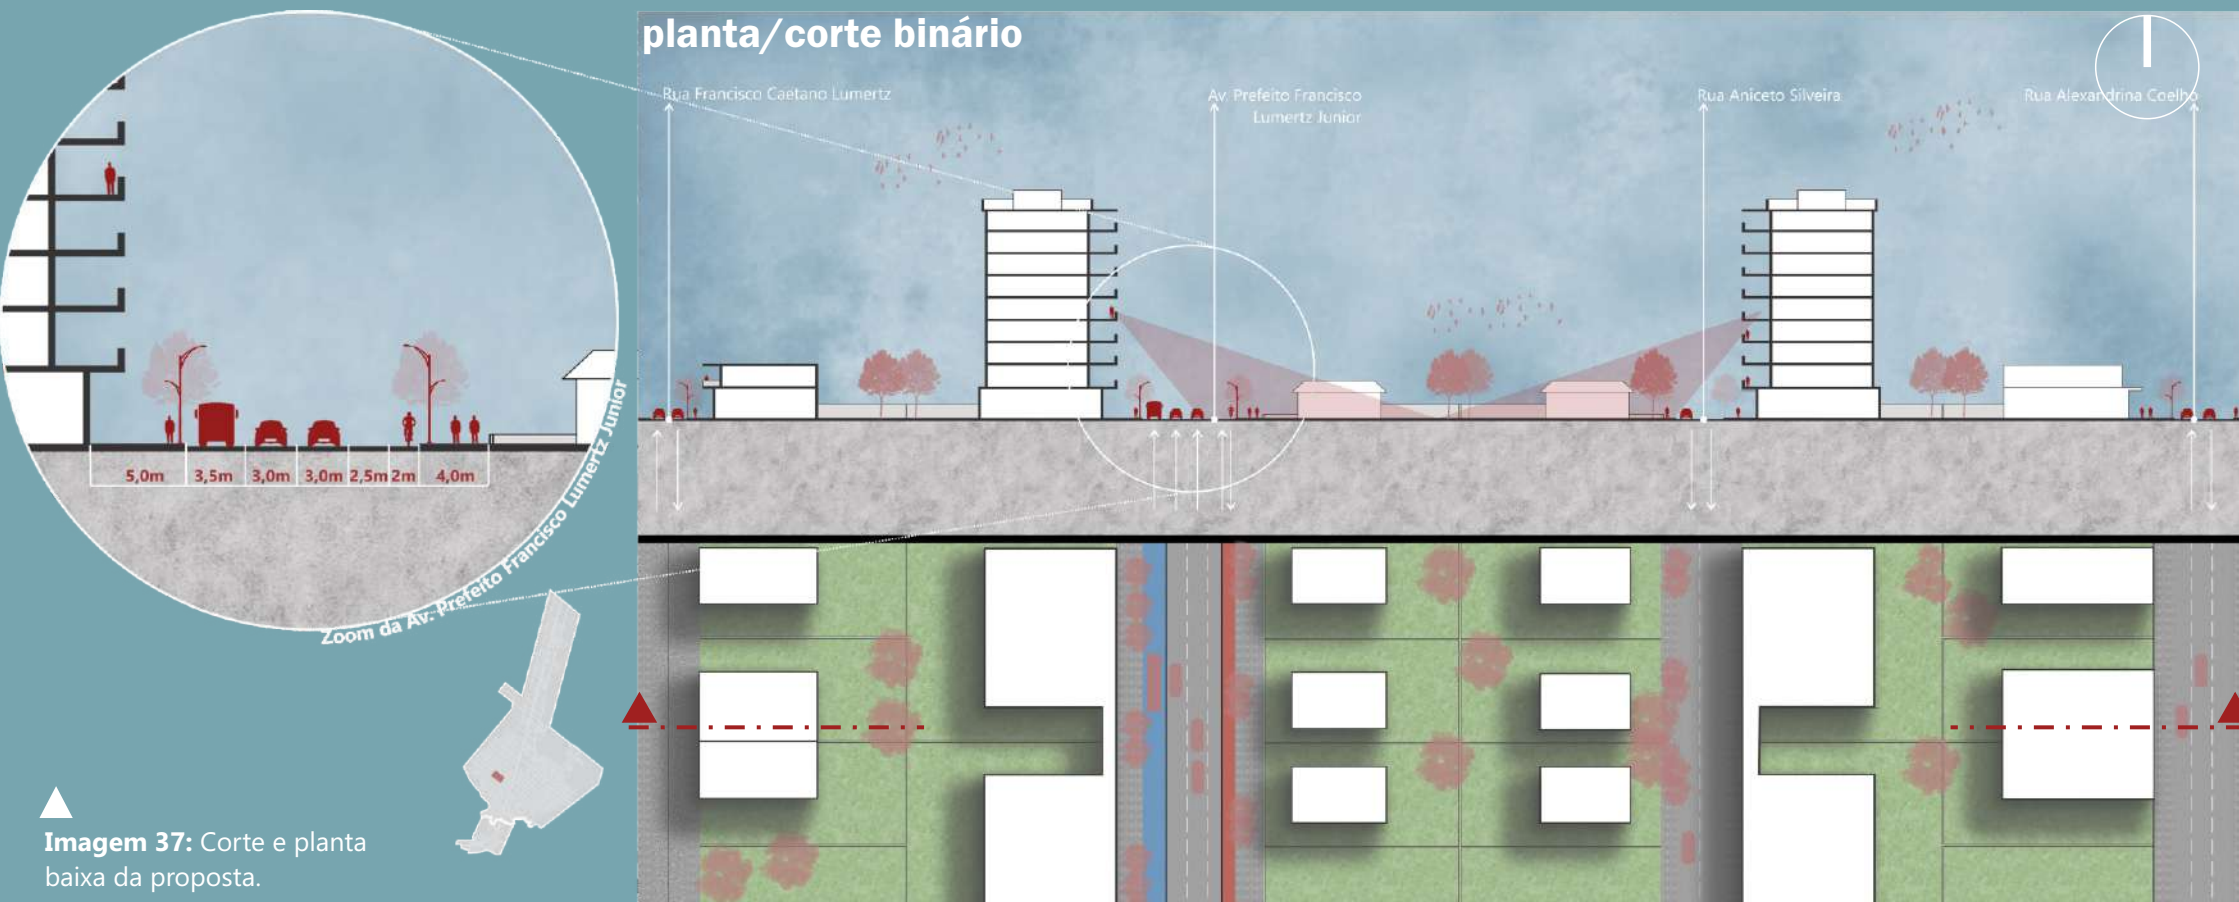 planta/corte binário
Rua Francisco Caetano Lumertz
Av. Prefeito Francisco
Lumertz Junior
Rua Aniceto Silveira
Rua Alexandrina Coelho
5,0m 3,5m 3,0m 3,0m 2,5m 2m 4,0m
Zoom da Av. Prefeito Francisco Lumertz Junior
Imagem 37: Corte e planta
baixa da proposta.